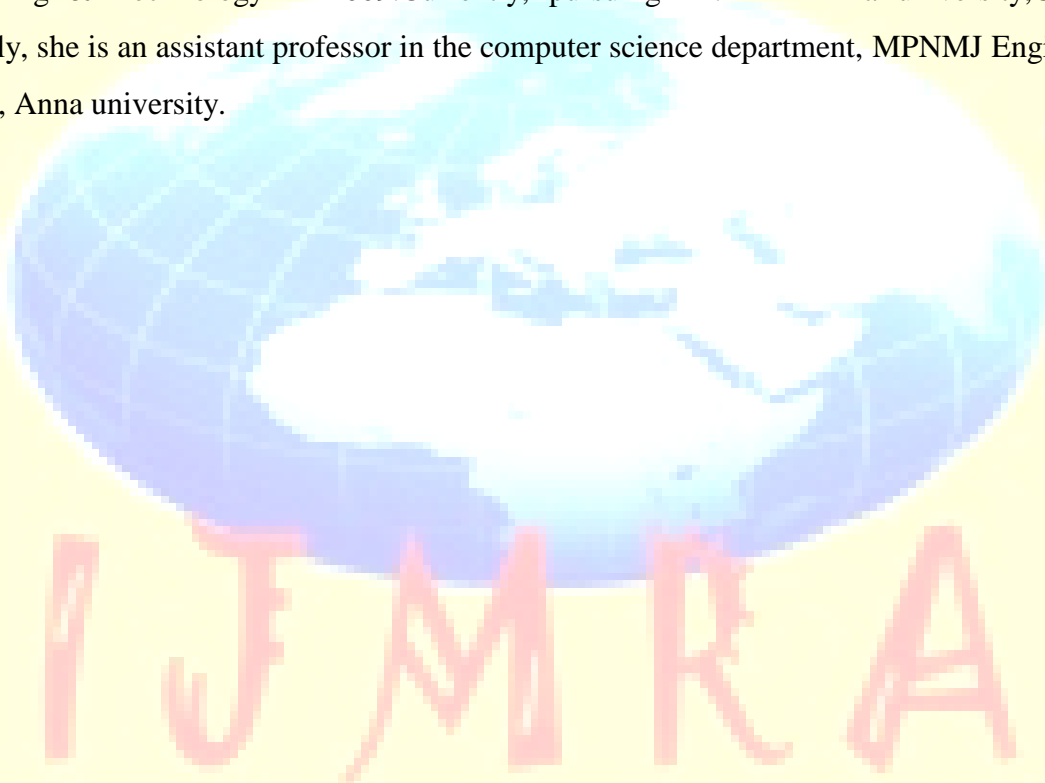 ly, she is an assistant professor in the computer science department, MPNMJ Eng
, Anna university.
IJMRA